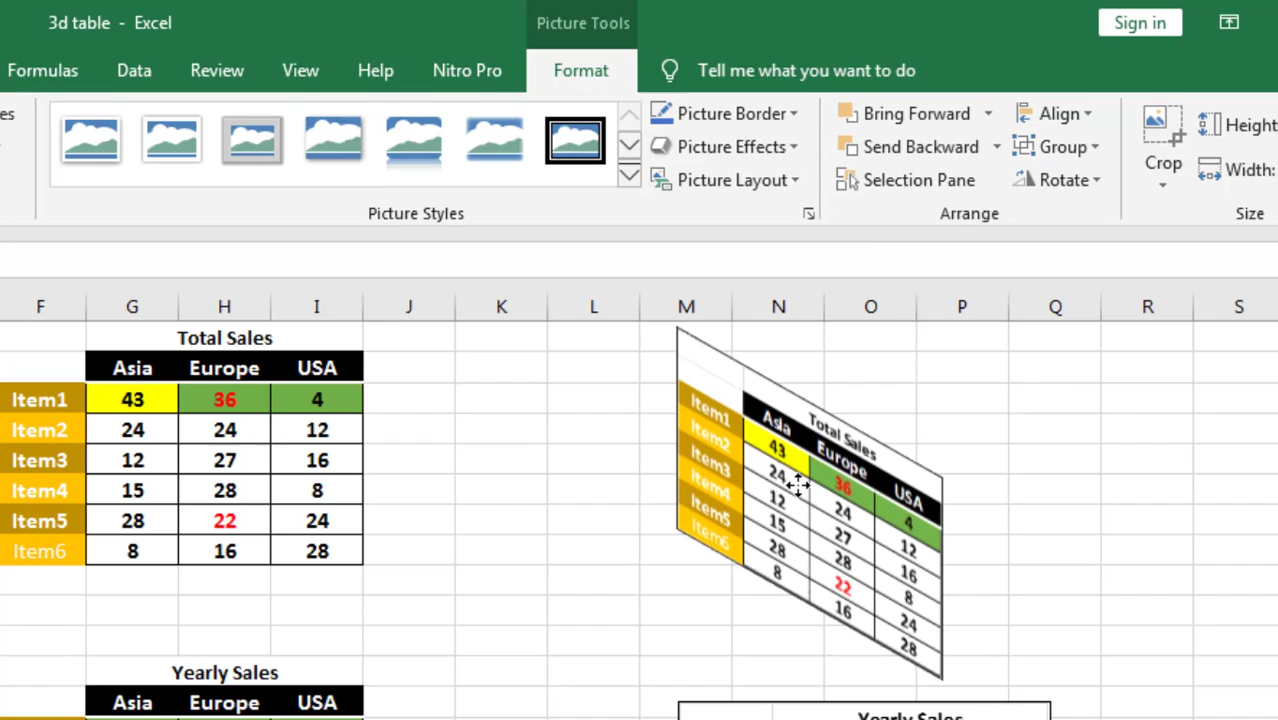 3d table - Excel
Picture Tools
Sign in
Formulas Data Review View Help Nitro Pro Format Tell me what you want to do
es
Picture Border
Picture Effects
Picture Layout
Bring Forward
Send Backward
Selection Pane
Align
Group
Rotate
Crop
Height
Width:
Picture Styles
Arrange
Size
F G H I J K L M N O P Q R S
Total Sales
Asia Europe USA
Item1 43 36 4
Item2 24 24 12
Item3 12 27 16
Item4 15 28 8
Item5 28 22 24
Item6 8 16 28
Yearly Sales
Asia Europe USA
Total Sales
Asia Europe USA
Item1 43 36 4
Item2 24 24 12
Item3 12 27 16
Item4 15 28 8
Item5 28 22 24
Item6 8 16 28
Yearly Sales